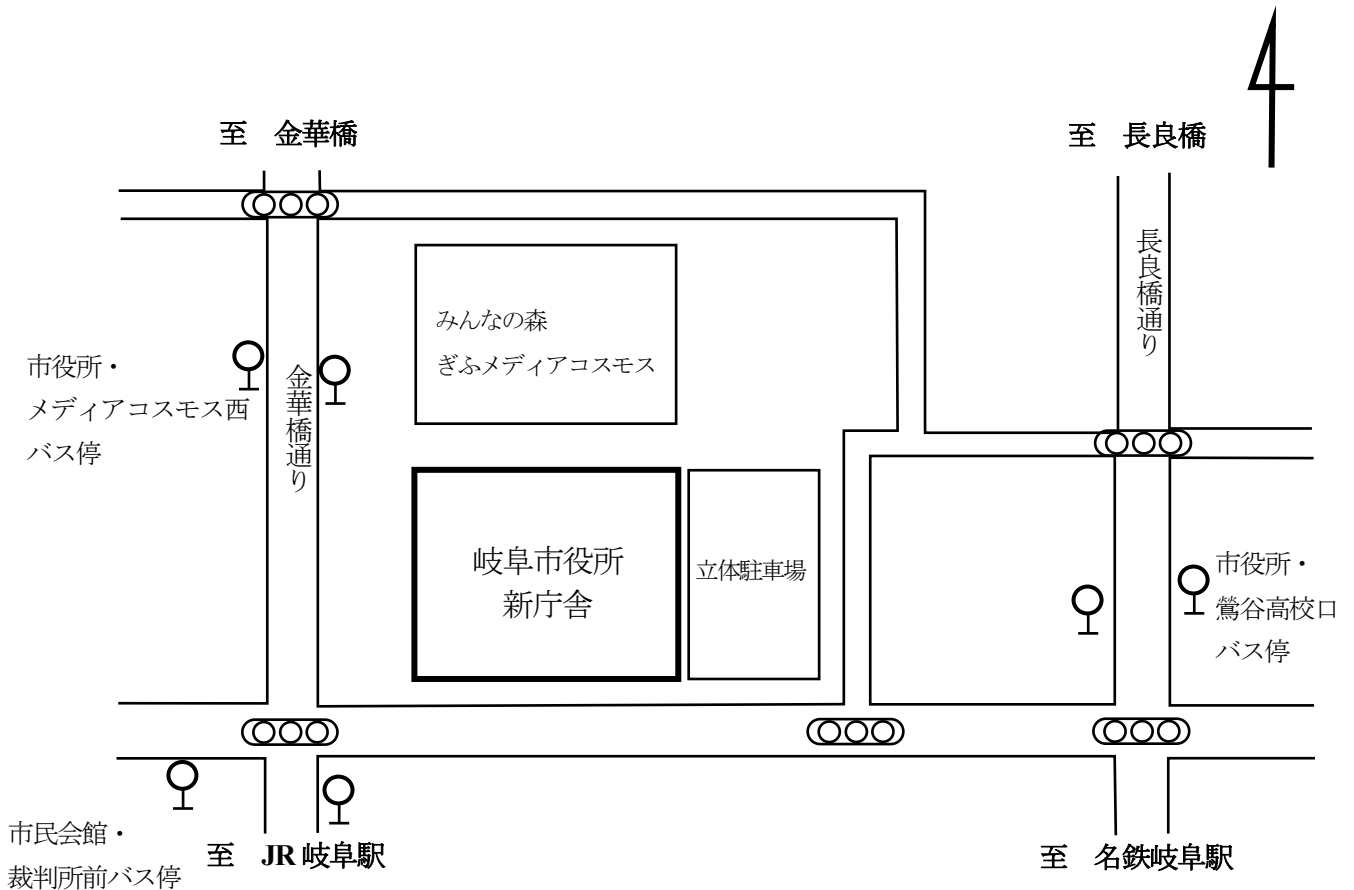 至　金華橋
至　長良橋
長良橋通り
みんなの森
ぎふメディアコスモス
市役所・
メディアコスモス西
バス停
金華橋通り
岐阜市役所
新庁舎
立体駐車場
市役所・
鶯谷高校口
バス停
市民会館・
裁判所前バス停
至　JR 岐阜駅
至　名鉄岐阜駅